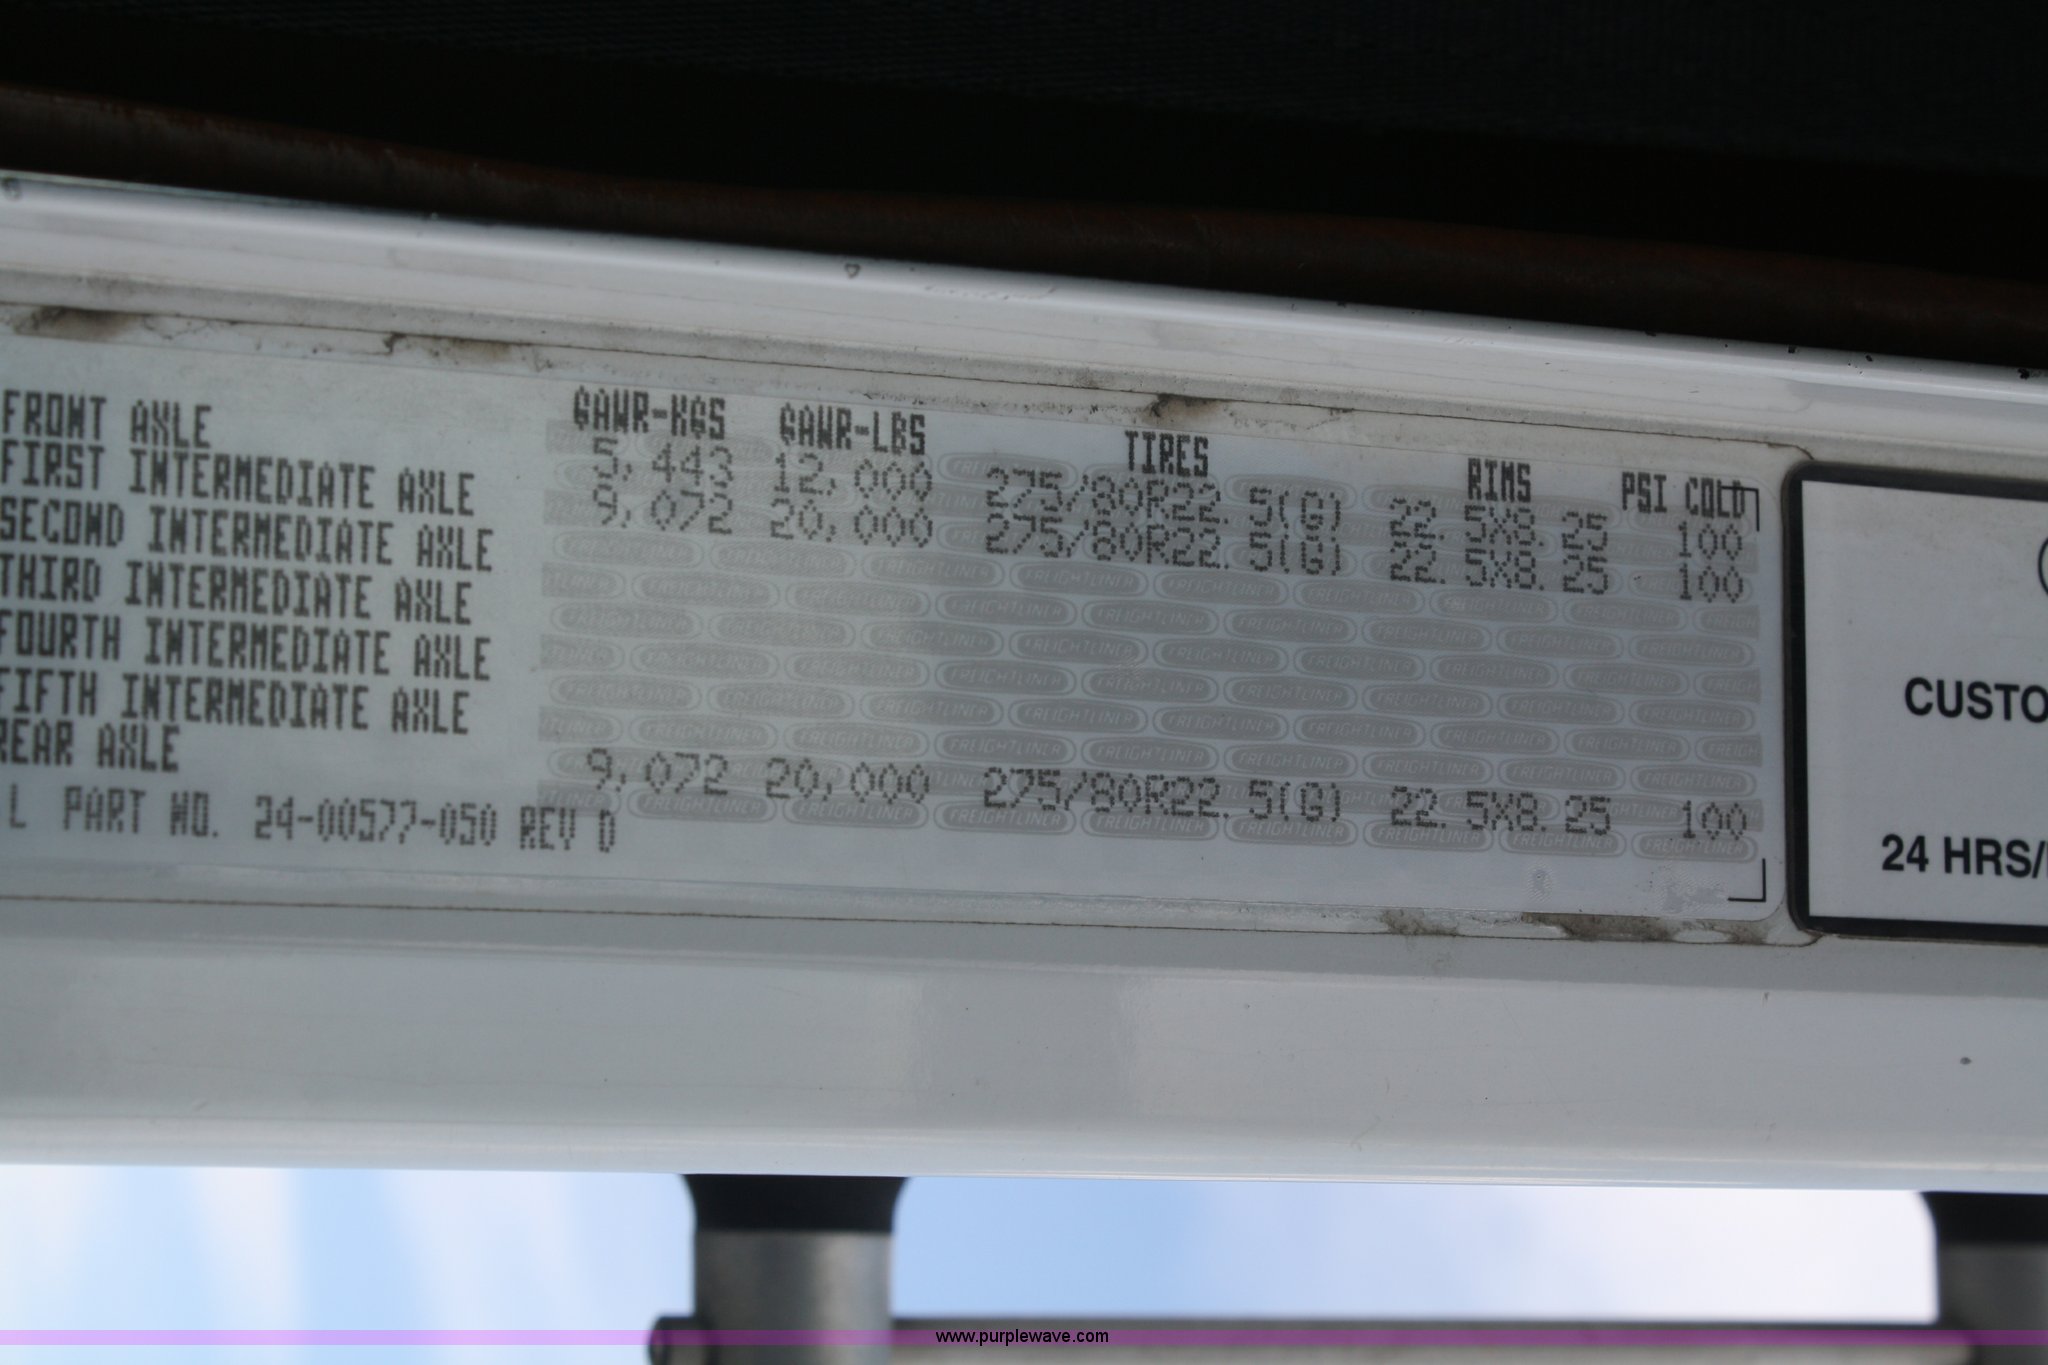 GAWR-KGS GAWR-LBS TIRES RIMS PSI COLD
FRONT AXLE 5,443 12,000 275/80R22.5(G) 22.5X8.25 100
FIRST INTERMEDIATE AXLE 9,072 20,000 275/80R22.5(G) 22.5X8.25 100
SECOND INTERMEDIATE AXLE
THIRD INTERMEDIATE AXLE
FOURTH INTERMEDIATE AXLE
FIFTH INTERMEDIATE AXLE
REAR AXLE 9,072 20,000 275/80R22.5(G) 22.5X8.25 100
L PART NO. 24-00577-050 REV D
FREIGHTLINER
CUSTO
24 HRS/
www.purplewave.com